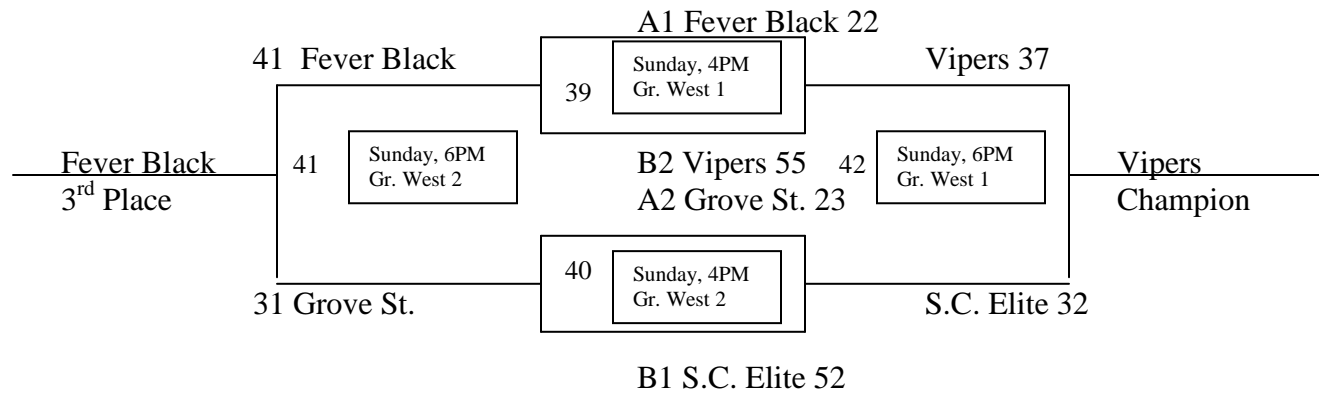 A1 Fever Black 22
41 Fever Black
Sunday, 4PM
Gr. West 1
39
Vipers 37
Fever Black
3rd Place
41
Sunday, 6PM
Gr. West 2
B2 Vipers 55
A2 Grove St. 23
42
Sunday, 6PM
Gr. West 1
Vipers
Champion
40
Sunday, 4PM
Gr. West 2
31 Grove St.
S.C. Elite 32
B1 S.C. Elite 52